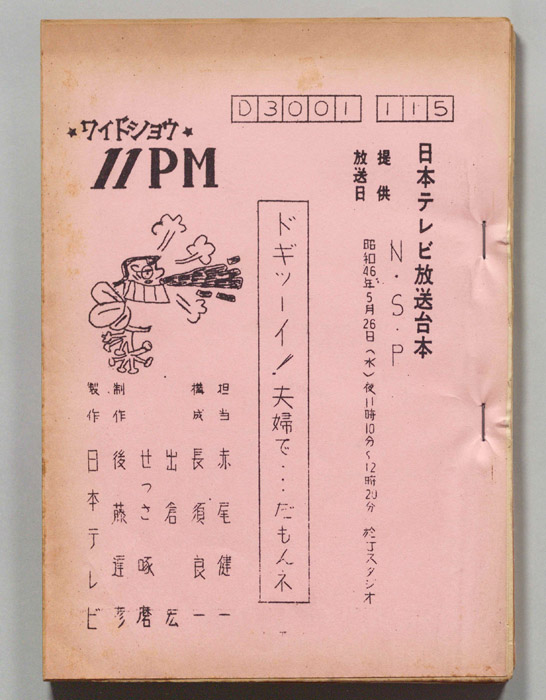 D3001 115
日本テレビ放送台本
提供 N.S.P
放送日 昭和46年5月26日(水)夜11時10分~12時20分 於Jスタジオ
★ワイドショウ★
11PM
ドギツーイ!夫婦で・・・だもんネ
担当 赤尾健一
構成 長須良一
出倉宏
せっさ啄磨
制作 後藤達彦
製作 日本テレビ